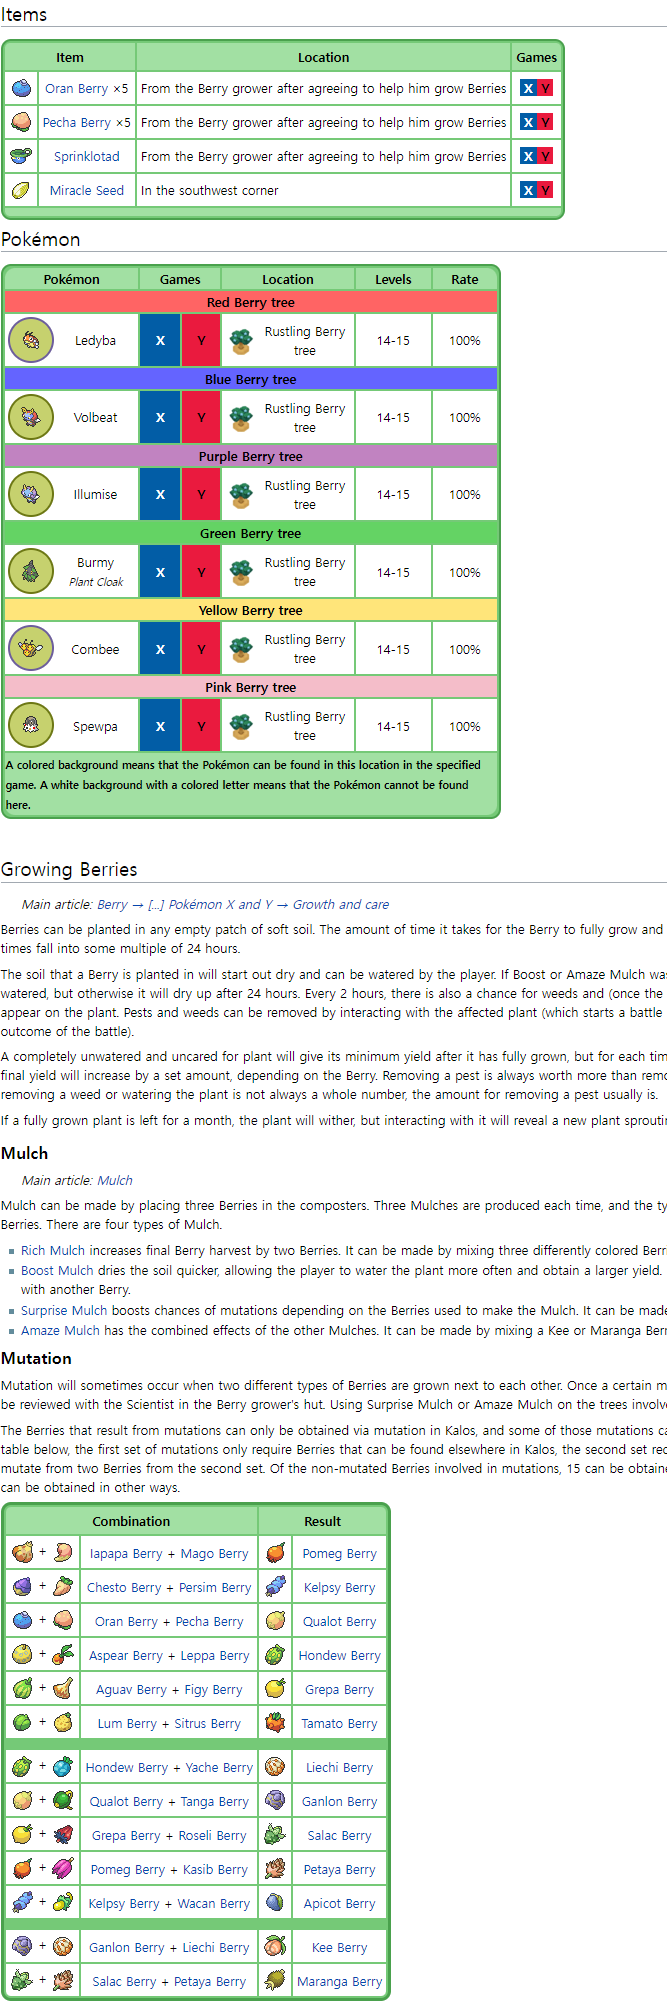 Items
Item Location Games
Oran Berry ×5 From the Berry grower after agreeing to help him grow Berries X Y
Pecha Berry ×5 From the Berry grower after agreeing to help him grow Berries X Y
Sprinklotad From the Berry grower after agreeing to help him grow Berries X Y
Miracle Seed In the southwest corner X Y
Pokémon
Pokémon Games Location Levels Rate
Red Berry tree
Ledyba X Y Rustling Berry tree 14-15 100%
Blue Berry tree
Volbeat X Y Rustling Berry tree 14-15 100%
Purple Berry tree
Illumise X Y Rustling Berry tree 14-15 100%
Green Berry tree
Burmy Plant Cloak X Y Rustling Berry tree 14-15 100%
Yellow Berry tree
Combee X Y Rustling Berry tree 14-15 100%
Pink Berry tree
Spewpa X Y Rustling Berry tree 14-15 100%
A colored background means that the Pokémon can be found in this location in the specified
game. A white background with a colored letter means that the Pokémon cannot be found
here.
Growing Berries
Main article: Berry → [...] Pokémon X and Y → Growth and care
Berries can be planted in any empty patch of soft soil. The amount of time it takes for the Berry to fully grow and
times fall into some multiple of 24 hours.
The soil that a Berry is planted in will start out dry and can be watered by the player. If Boost or Amaze Mulch wa
watered, but otherwise it will dry up after 24 hours. Every 2 hours, there is also a chance for weeds and (once the
appear on the plant. Pests and weeds can be removed by interacting with the affected plant (which starts a battle
outcome of the battle).
A completely unwatered and uncared for plant will give its minimum yield after it has fully grown, but for each tim
final yield will increase by a set amount, depending on the Berry. Removing a pest is always worth more than rem
removing a weed or watering the plant is not always a whole number, the amount for removing a pest usually is.
If a fully grown plant is left for a month, the plant will wither, but interacting with it will reveal a new plant sprouti
Mulch
Main article: Mulch
Mulch can be made by placing three Berries in the composters. Three Mulches are produced each time, and the ty
Berries. There are four types of Mulch.
Rich Mulch increases final Berry harvest by two Berries. It can be made by mixing three differently colored Berr
Boost Mulch dries the soil quicker, allowing the player to water the plant more often and obtain a larger yield.
with another Berry.
Surprise Mulch boosts chances of mutations depending on the Berries used to make the Mulch. It can be made
Amaze Mulch has the combined effects of the other Mulches. It can be made by mixing a Kee or Maranga Berr
Mutation
Mutation will sometimes occur when two different types of Berries are grown next to each other. Once a certain m
be reviewed with the Scientist in the Berry grower's hut. Using Surprise Mulch or Amaze Mulch on the trees involv
The Berries that result from mutations can only be obtained via mutation in Kalos, and some of those mutations ca
table below, the first set of mutations only require Berries that can be found elsewhere in Kalos, the second set rec
mutate from two Berries from the second set. Of the non-mutated Berries involved in mutations, 15 can be obtaine
can be obtained in other ways.
Combination Result
+ Iapapa Berry + Mago Berry Pomeg Berry
+ Chesto Berry + Persim Berry Kelpsy Berry
+ Oran Berry + Pecha Berry Qualot Berry
+ Aspear Berry + Leppa Berry Hondew Berry
+ Aguav Berry + Figy Berry Grepa Berry
+ Lum Berry + Sitrus Berry Tamato Berry
+ Hondew Berry + Yache Berry Liechi Berry
+ Qualot Berry + Tanga Berry Ganlon Berry
+ Grepa Berry + Roseli Berry Salac Berry
+ Pomeg Berry + Kasib Berry Petaya Berry
+ Kelpsy Berry + Wacan Berry Apicot Berry
+ Ganlon Berry + Liechi Berry Kee Berry
+ Salac Berry + Petaya Berry Maranga Berry